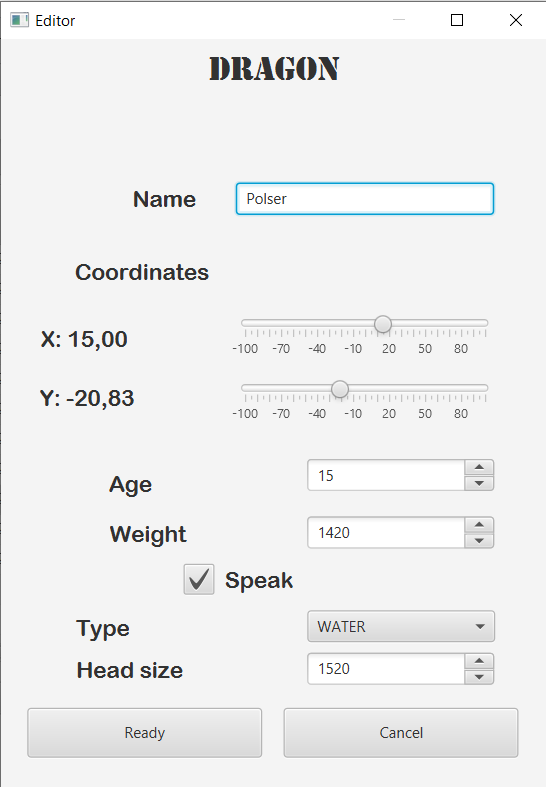 Editor
DRAGON
Name Polser
Coordinates
X: 15,00
-100 -70 -40 -10 20 50 80
Y: -20,83
-100 -70 -40 -10 20 50 80
Age 15
Weight 1420
Speak
Type WATER
Head size 1520
Ready Cancel